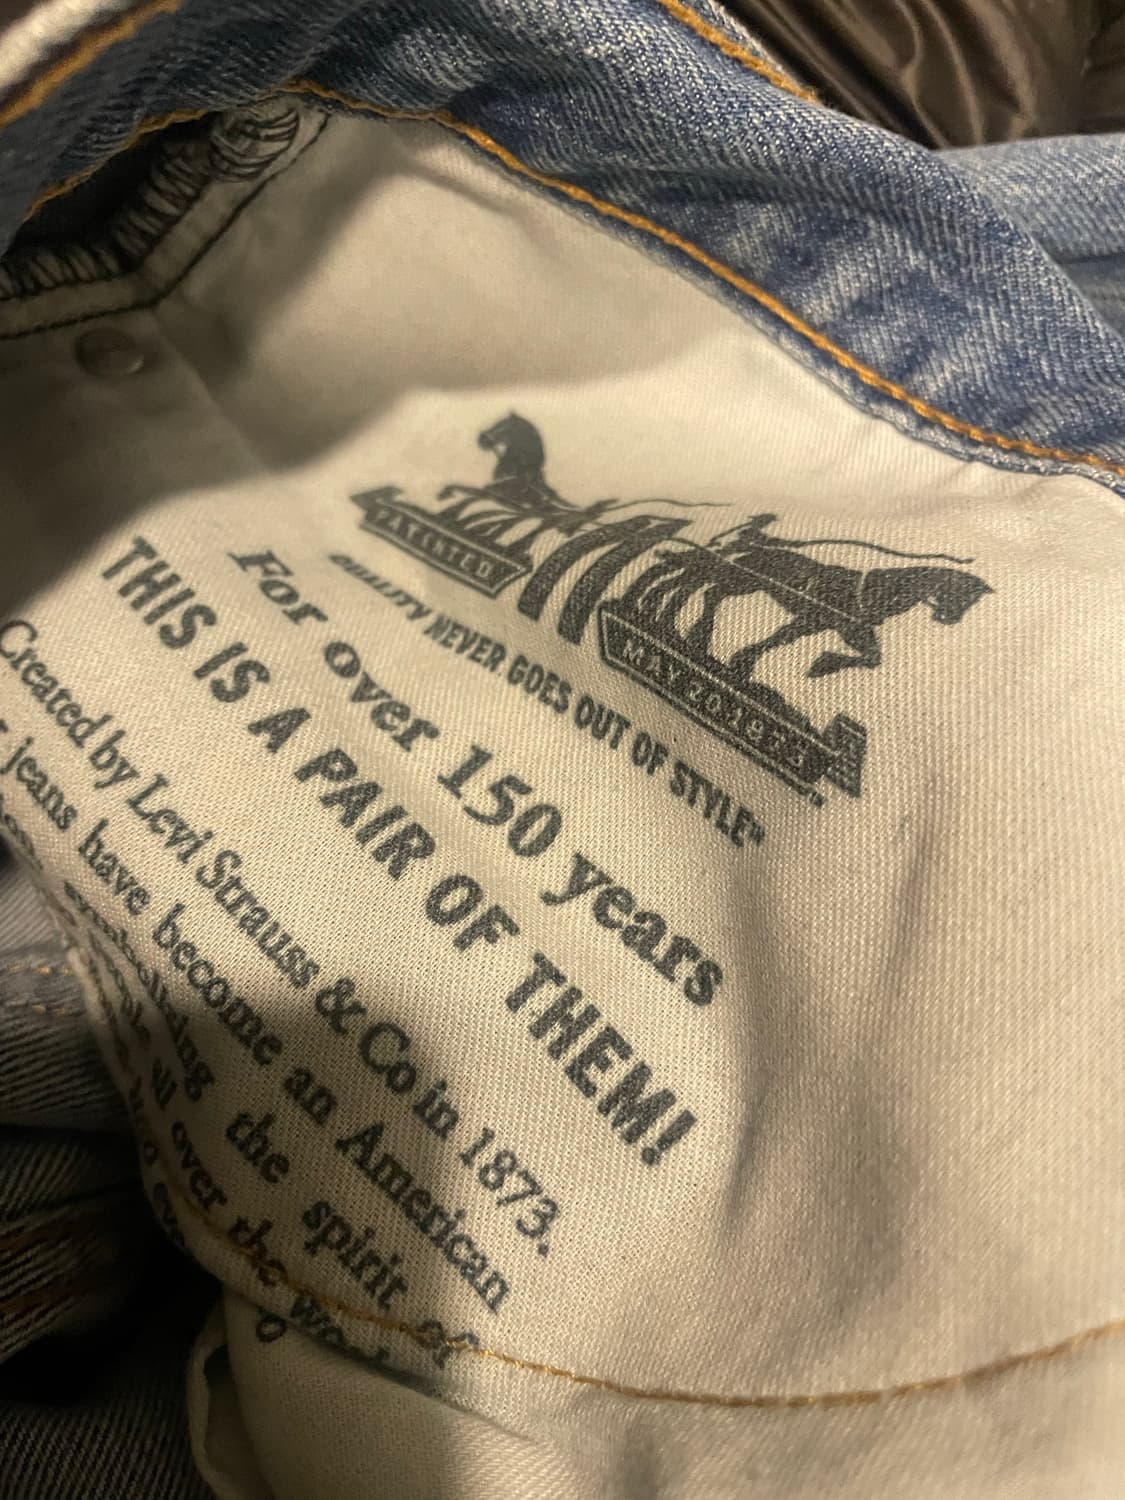 PATENTED
MAY 20 1873
QUALITY NEVER GOES OUT OF STYLE"
For over 150 years
THIS IS A PAIR OF THEM!
Created by Levi Strauss & Co in 1873.
jeans have become an American
the spirit of
all over the